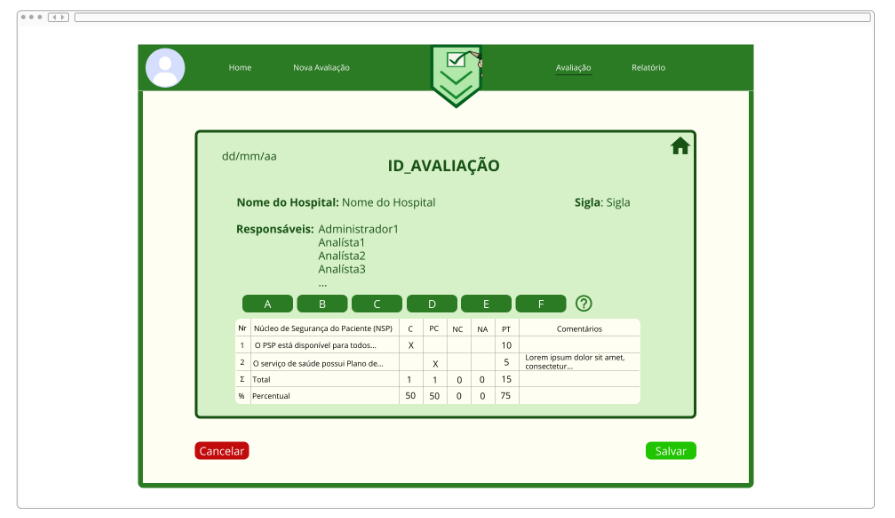 Home Nova Avaliação Avaliação Relatório
dd/mm/aa
ID_AVALIAÇÃO
Nome do Hospital: Nome do Hospital Sigla: Sigla
Responsáveis: Administrador1
Analísta1
Analísta2
Analísta3
...
A B C D E F ?
Nr Núcleo de Segurança do Paciente (NSP) C PC NC NA PT Comentários
1 O PSP está disponível para todos... X 10
2 O serviço de saúde possui Plano de... X 5 Lorem ipsum dolor sit amet,
consectetur...
Σ Total 1 1 0 0 15
% Percentual 50 50 0 0 75
Cancelar Salvar